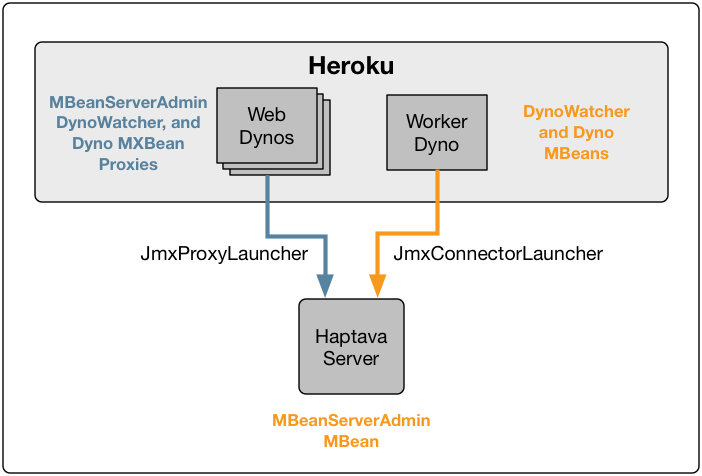 Heroku
MBeanServerAdmin
DynoWatcher, and
Dyno MXBean
Proxies
Web
Dynos
Worker
Dyno
DynoWatcher
and Dyno
MBeans
JmxProxyLauncher
JmxConnectorLauncher
Haptava
Server
MBeanServerAdmin
MBean